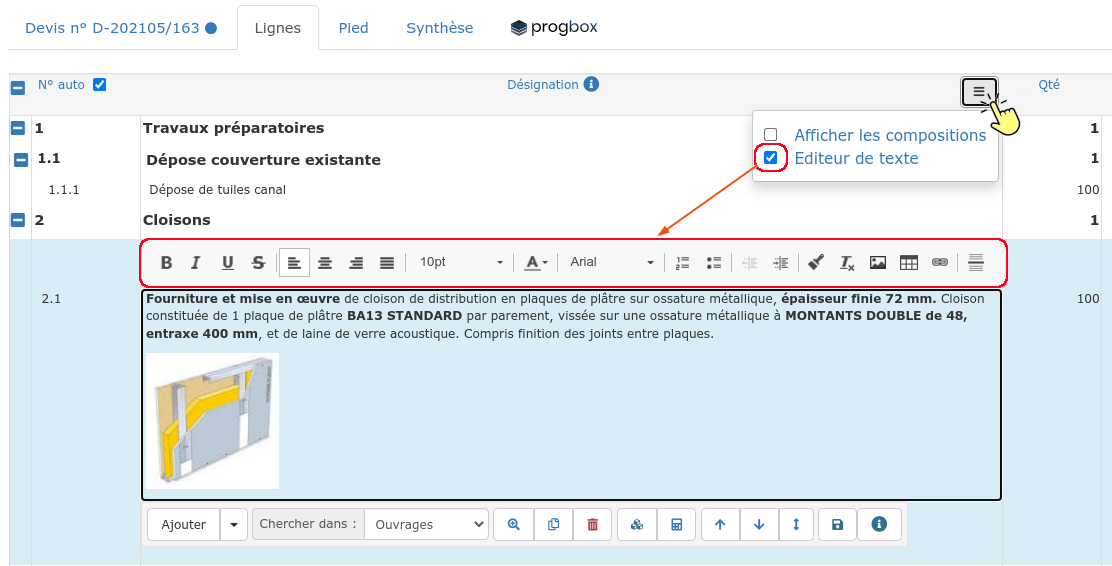 Devis n° D-202105/163 Lignes Pied Synthèse progbox
N° auto Désignation Qté
1 Travaux préparatoires 1
Afficher les compositions
1.1 Dépose couverture existante 1
Editeur de texte
1.1.1 Dépose de tuiles canal 100
2 Cloisons 1
B I U S 10pt A Arial
2.1 Fourniture et mise en œuvre de cloison de distribution en plaques de plâtre sur ossature métallique, épaisseur finie 72 mm. Cloison 100
constituée de 1 plaque de plâtre BA13 STANDARD par parement, vissée sur une ossature métallique à MONTANTS DOUBLE de 48,
entraxe 400 mm, et de laine de verre acoustique. Compris finition des joints entre plaques.
Ajouter Chercher dans : Ouvrages